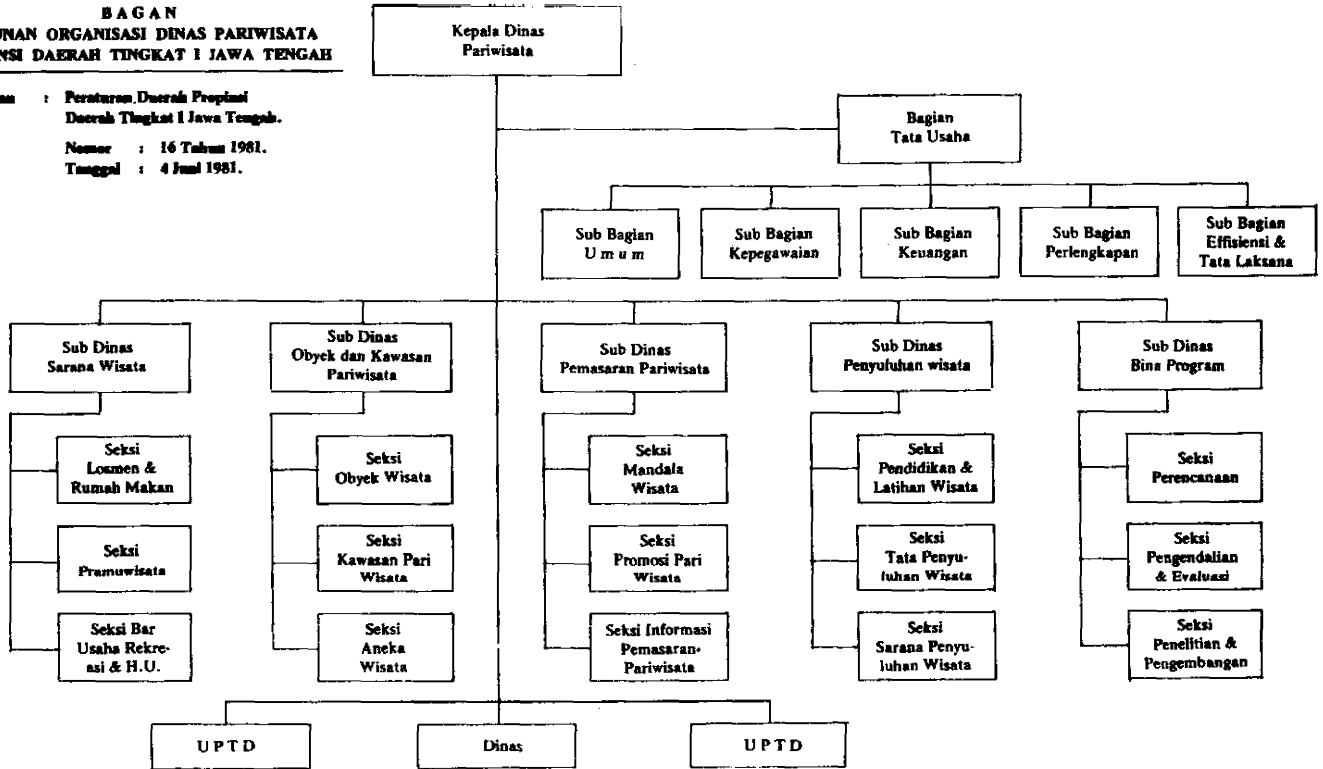 BAGAN
UNAN ORGANISASI DINAS PARIWISATA
NSI DAERAH TINGKAT I JAWA TENGAH
: Peraturan Daerah Propinsi
Daerah Tingkat I Jawa Tengah.
Nomor : 16 Tahun 1981.
Tanggal : 4 Juni 1981.
Kepala Dinas
Pariwisata
Bagian
Tata Usaha
Sub Bagian
U m u m
Sub Bagian
Kepegawaian
Sub Bagian
Keuangan
Sub Bagian
Perlengkapan
Sub Bagian
Effisiensi &
Tata Laksana
Sub Dinas
Sarana Wisata
Sub Dinas
Obyek dan Kawasan
Pariwisata
Sub Dinas
Pemasaran Pariwisata
Sub Dinas
Penyuluhan wisata
Sub Dinas
Bina Program
Seksi
Losmen &
Rumah Makan
Seksi
Pramuwisata
Seksi Bar
Usaha Rekre-
asi & H.U.
Seksi
Obyek Wisata
Seksi
Kawasan Pari
Wisata
Seksi
Aneka
Wisata
Seksi
Mandala
Wisata
Seksi
Promosi Pari
Wisata
Seksi Informasi
Pemasaran-
Pariwisata
Seksi
Pendidikan &
Latihan Wisata
Seksi
Tata Penyu-
luhan Wisata
Seksi
Sarana Penyu-
luhan Wisata
Seksi
Perencanaan
Seksi
Pengendalian
& Evaluasi
Seksi
Penelitian &
Pengembangan
U P T D
Dinas
U P T D